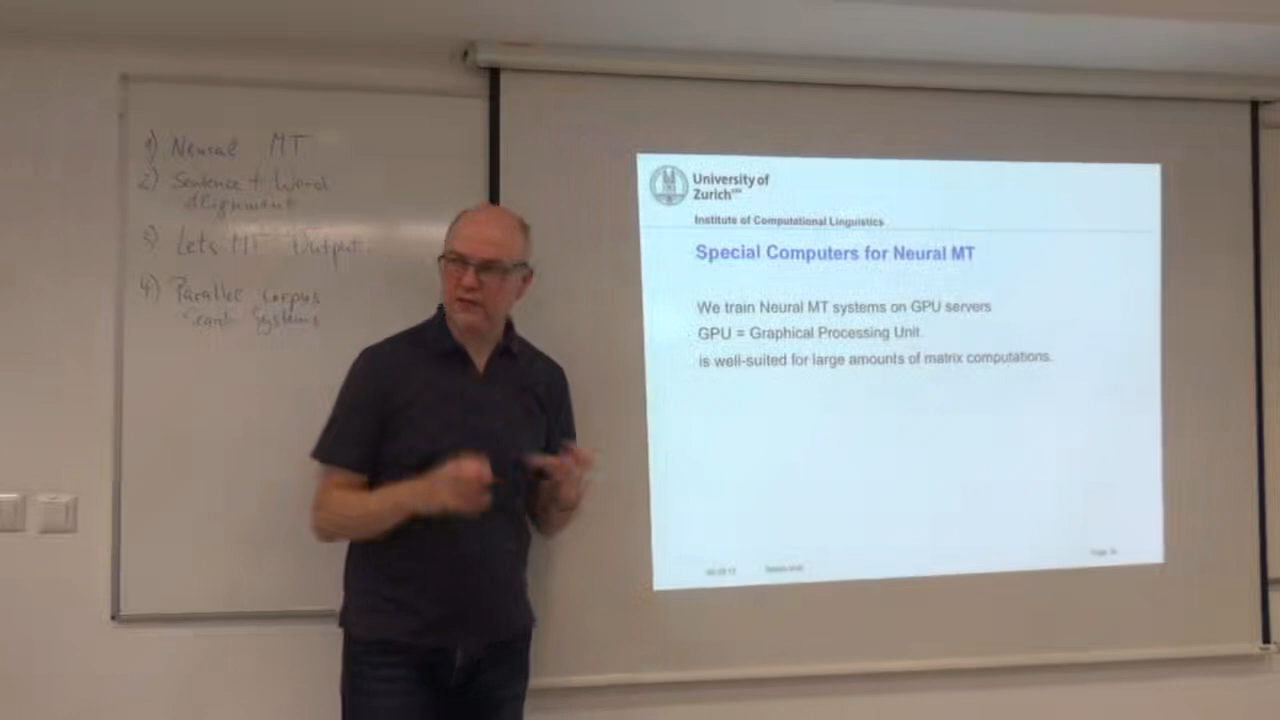 1) Neural MT
2) Sentence + Word
alignment
3) Lets MT Output
4) Parallel Corpus
Systems
University of
Zurich
Institute of Computational Linguistics
Special Computers for Neural MT
We train Neural MT systems on GPU servers
GPU = Graphical Processing Unit
is well-suited for large amounts of matrix computations.
Page